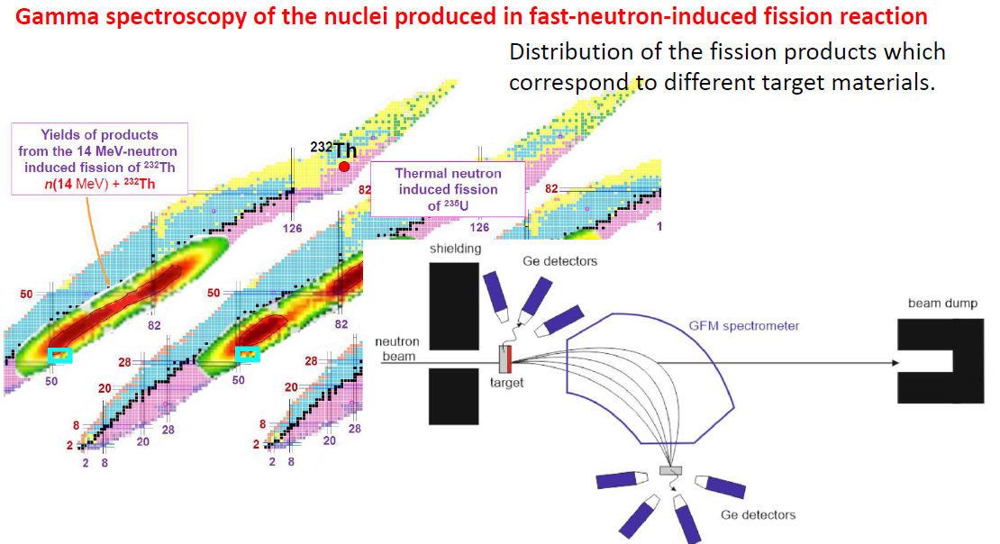 Gamma spectroscopy of the nuclei produced in fast-neutron-induced fission reaction
Distribution of the fission products which
correspond to different target materials.
Yields of products
from the 14 MeV-neutron
induced fission of ²³²Th
n(14 MeV) + ²³²Th
²³²Th
Thermal neutron
induced fission
of ²³⁵U
82
126
50
82
28
50
20
28
8
20
2
2 8
82
126
50
82
28
50
20
28
8
20
2
2 8
1
shielding
Ge detectors
GFM spectrometer
beam dump
neutron
beam
target
Ge detectors